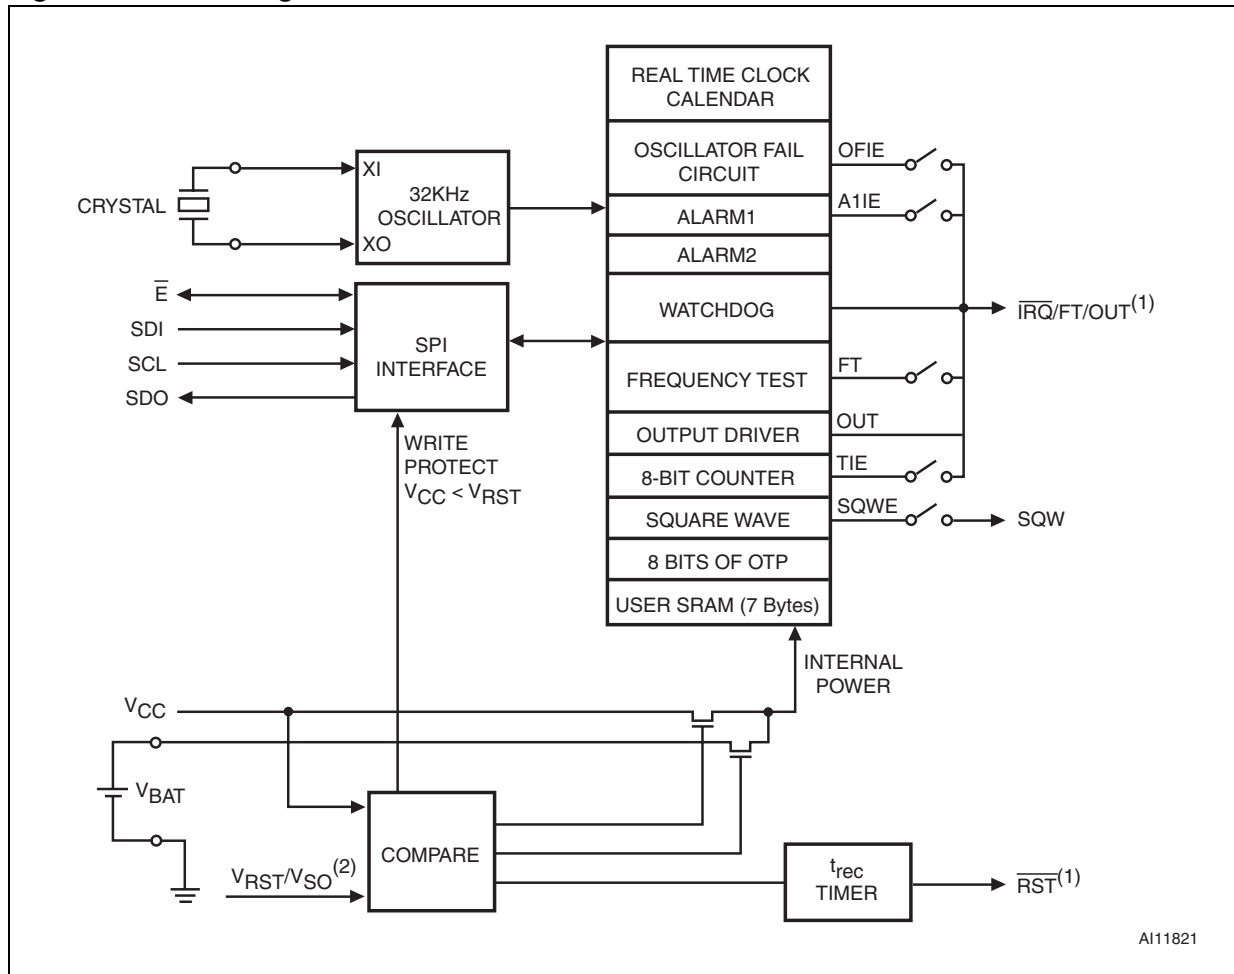 REAL TIME CLOCK
CALENDAR
OSCILLATOR FAIL
CIRCUIT
OFIE
XI
32KHz
OSCILLATOR
XO
CRYSTAL
ALARM1
A1IE
ALARM2
E̅
SDI
SCL
SDO
SPI
INTERFACE
WATCHDOG
I̅R̅Q̅/FT/OUT(1)
FREQUENCY TEST
FT
OUTPUT DRIVER
OUT
WRITE
PROTECT
VCC < VRST
8-BIT COUNTER
TIE
SQUARE WAVE
SQWE
SQW
8 BITS OF OTP
USER SRAM (7 Bytes)
INTERNAL
POWER
VCC
VBAT
COMPARE
VRST/VSO(2)
trec
TIMER
R̅S̅T̅(1)
AI11821